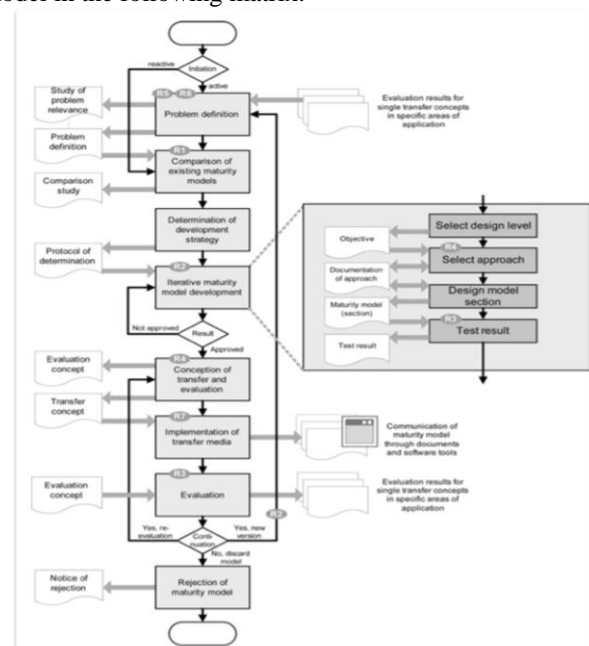 odel in the following matrix.
reactive
Initiation
active
Study of
problem
relevance
R5 R6
Problem definition
Evaluation results for
single transfer concepts
in specific areas of
application
Problem
definition
R1
Comparison of
existing maturity
models
Comparison
study
Determination of
development
strategy
Protocol of
determination
R2
Iterative maturity
model development
Not approved
Result
Approved
Select design level
Objective
R4
Select approach
Documentation
of approach
Design model
section
Maturity model
(section)
R3
Test result
Test result
Evaluation
concept
R4
Conception of
transfer and
evaluation
Transfer
concept
R7
Implementation of
transfer media
Communication of
maturity model
through documents
and software tools
Evaluation
concept
R3
Evaluation
Evaluation results for
single transfer concepts
in specific areas of
application
R2
Yes, re-
evaluation
Conti-
nuation
Yes, new
version
No, discard
model
Notice of
rejection
Rejection of
maturity model